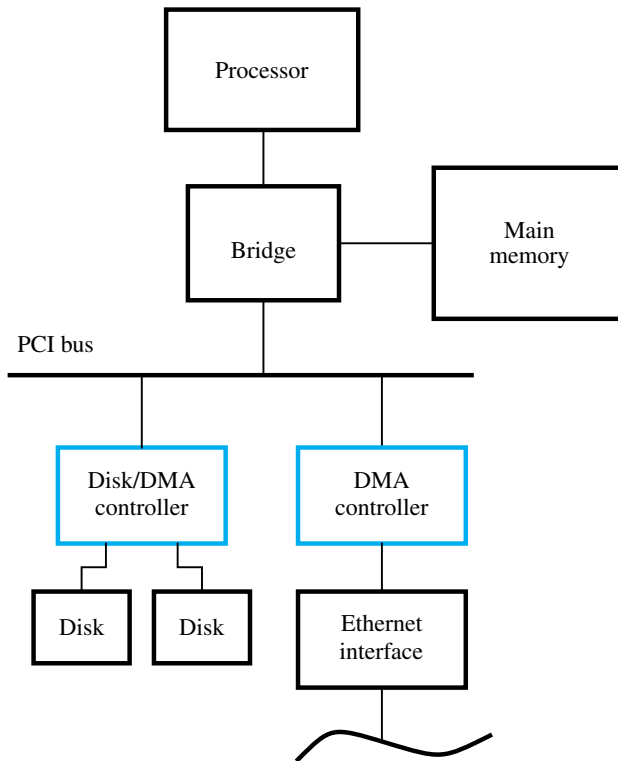 Processor
Bridge
Main
memory
PCI bus
Disk/DMA
controller
DMA
controller
Disk
Disk
Ethernet
interface